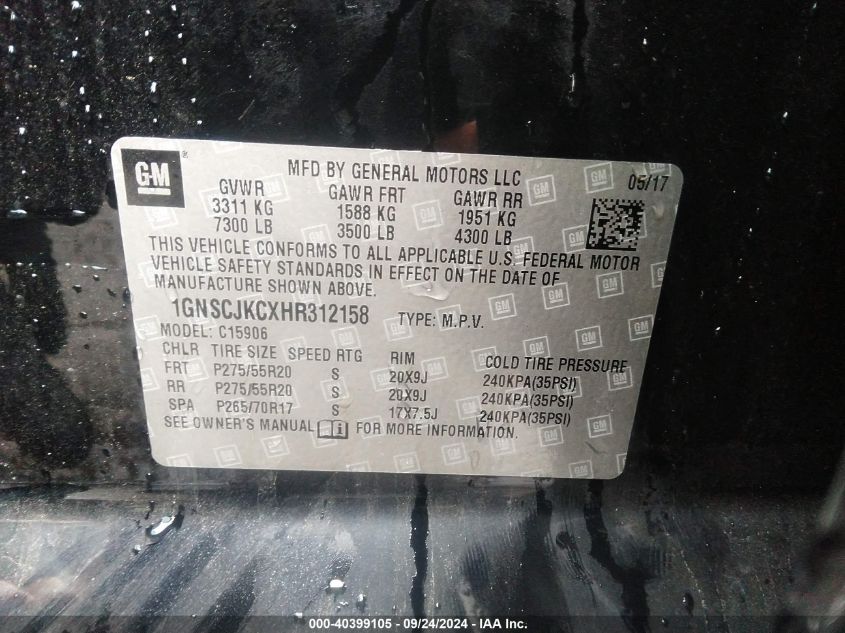 GM
MFD BY GENERAL MOTORS LLC 05/17
GVWR GAWR FRT GAWR RR
3311 KG 1588 KG 1951 KG
7300 LB 3500 LB 4300 LB
THIS VEHICLE CONFORMS TO ALL APPLICABLE U.S. FEDERAL MOTOR
VEHICLE SAFETY STANDARDS IN EFFECT ON THE DATE OF
MANUFACTURE SHOWN ABOVE.
1GNSCJKCXHR312158 TYPE: M.P.V.
MODEL: C15906
CHLR TIRE SIZE SPEED RTG RIM COLD TIRE PRESSURE
FRT P275/55R20 S 20X9J 240KPA(35PSI)
RR P275/55R20 S 20X9J 240KPA(35PSI)
SPA P265/70R17 S 17X7.5J 240KPA(35PSI)
SEE OWNER'S MANUAL i FOR MORE INFORMATION.
000-40399105 - 09/24/2024 - IAA Inc.